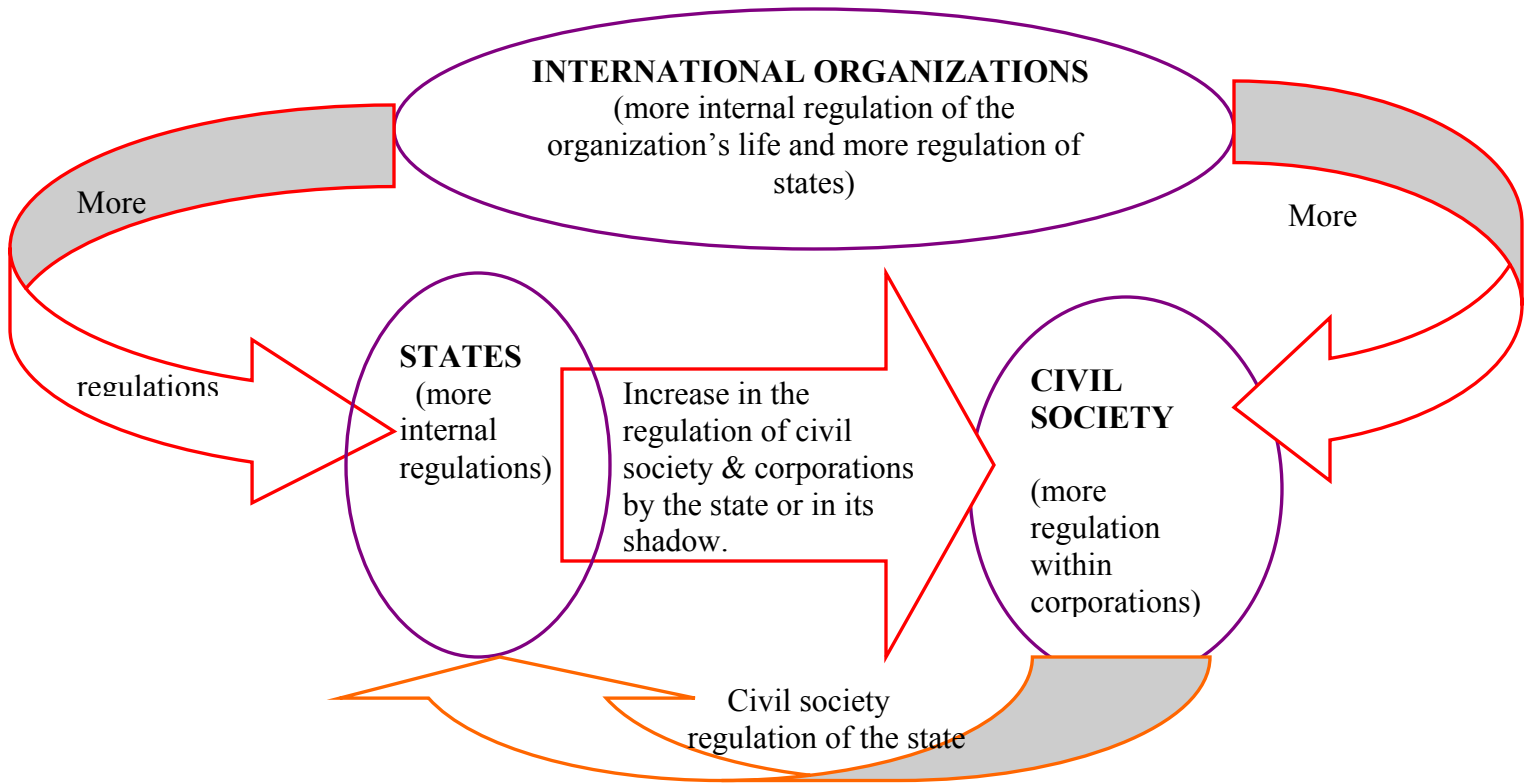 INTERNATIONAL ORGANIZATIONS
(more internal regulation of the
organization’s life and more regulation of
states)
More
regulations
More
STATES
(more
internal
regulations)
Increase in the
regulation of civil
society & corporations
by the state or in its
shadow.
CIVIL
SOCIETY
(more
regulation
within
corporations)
Civil society
regulation of the state